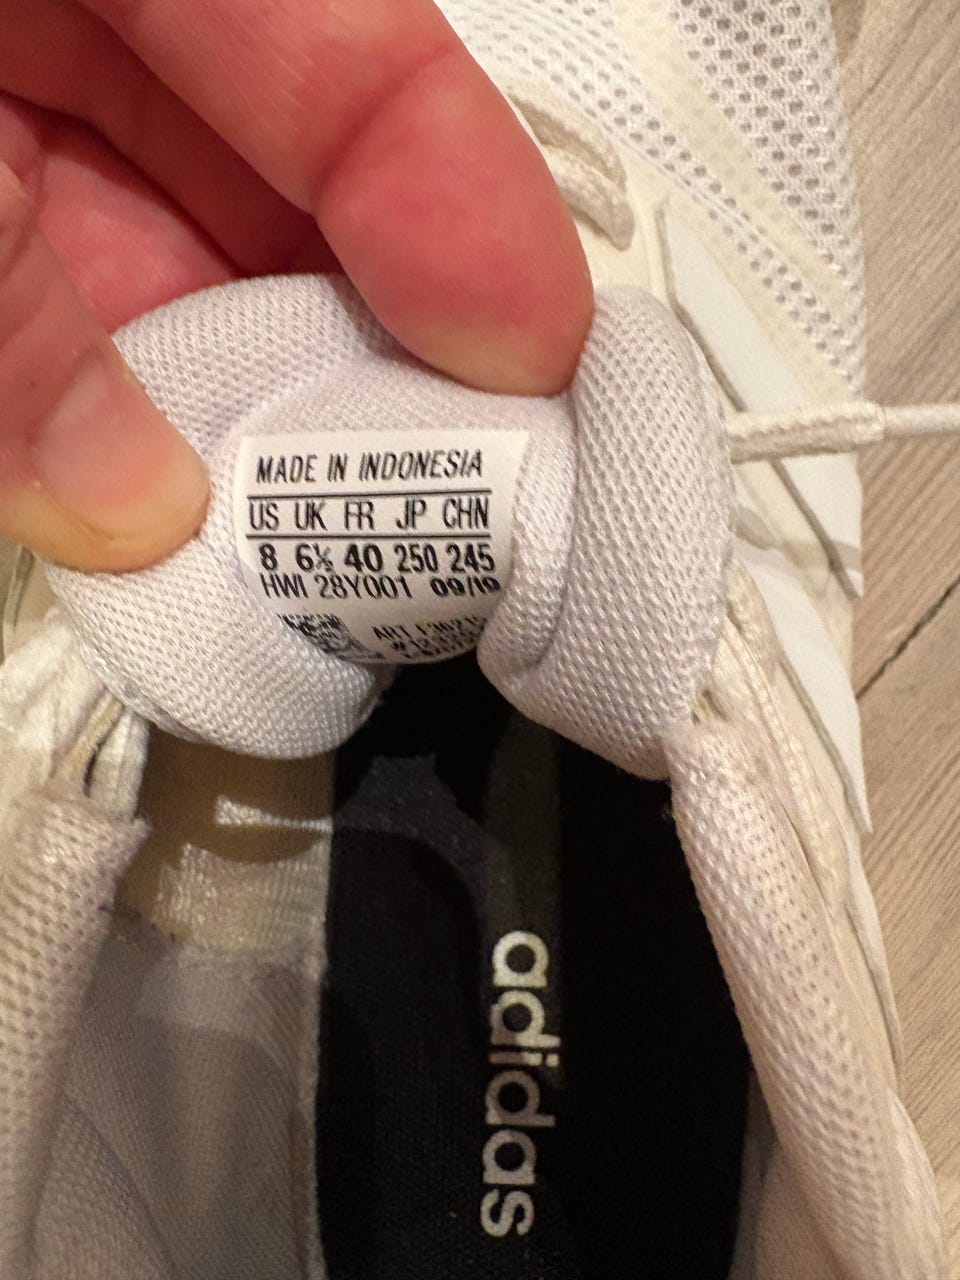 MADE IN INDONESIA
US UK FR JP CHN
8 6½ 40 250 245
HWI 28Y001 09/19
ART
adidas